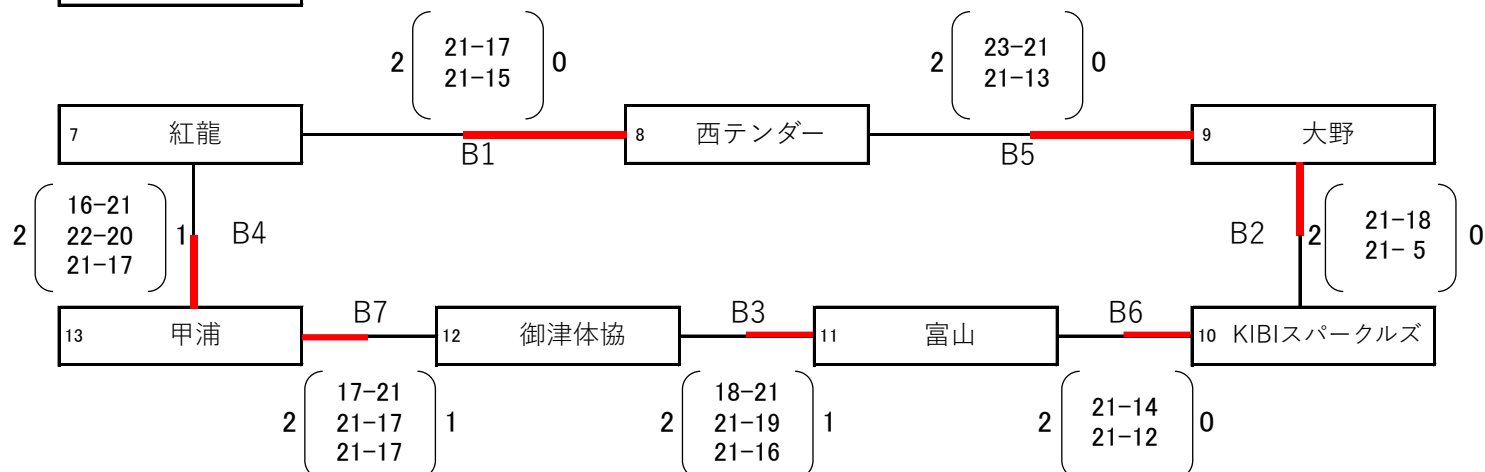 2 21-17 0
21-15
2 23-21 0
21-13
7 紅龍
B1
8 西テンダー
B5
9 大野
2 16-21 1
22-20
21-17
B4
B2
2 21-18 0
21- 5
13 甲浦
B7
12 御津体協
B3
11 富山
B6
10 KIBIスパークルズ
2 17-21 1
21-17
21-17
2 18-21 1
21-19
21-16
2 21-14 0
21-12